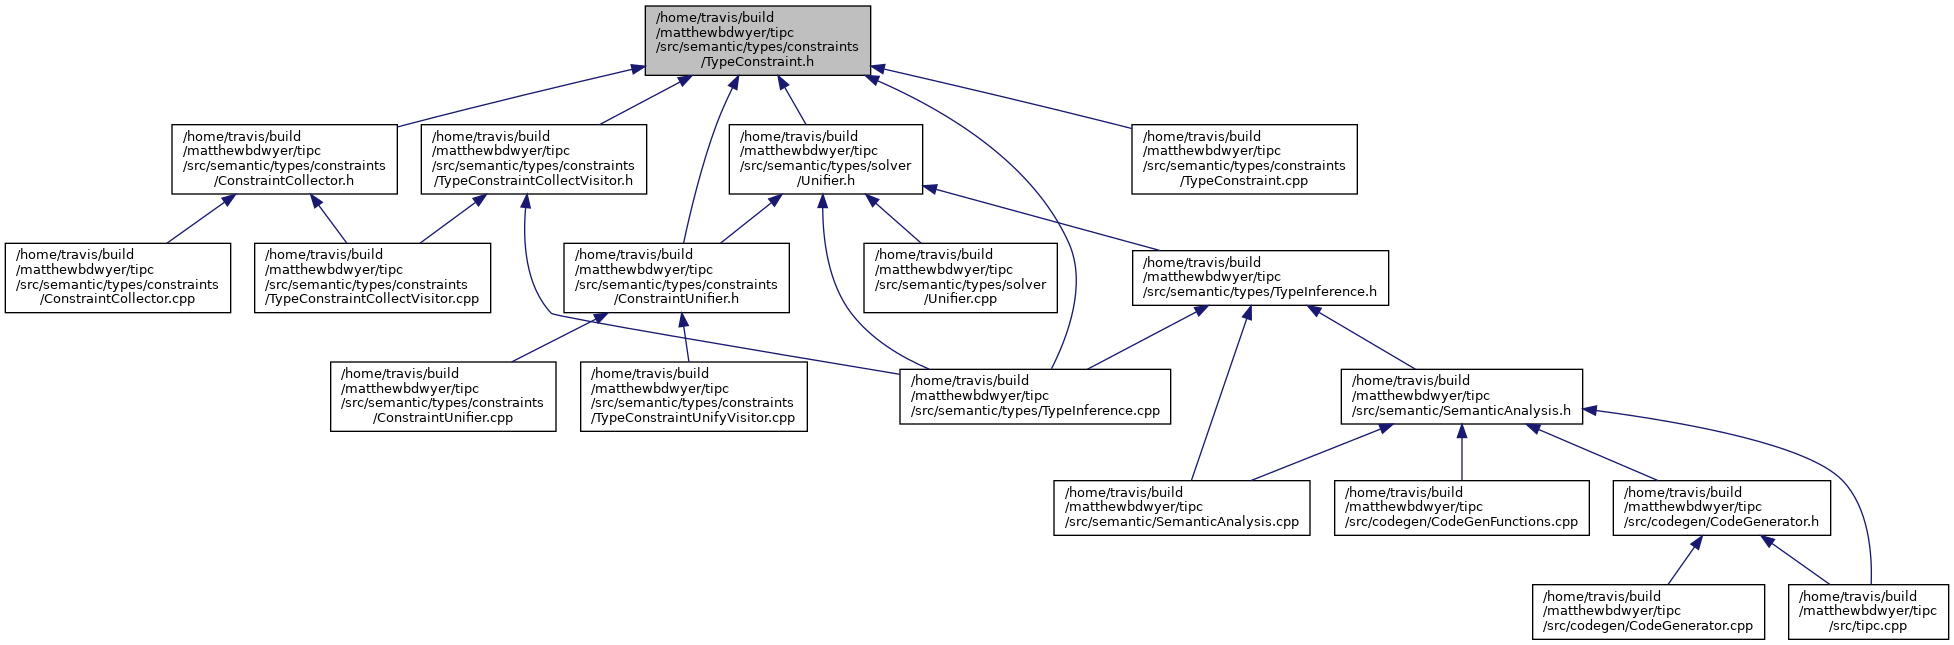 /home/travis/build
/matthewbdwyer/tipc
/src/semantic/types/constraints
/TypeConstraint.h
/home/travis/build
/matthewbdwyer/tipc
/src/semantic/types/constraints
/ConstraintCollector.h
/home/travis/build
/matthewbdwyer/tipc
/src/semantic/types/constraints
/TypeConstraintCollectVisitor.h
/home/travis/build
/matthewbdwyer/tipc
/src/semantic/types/solver
/Unifier.h
/home/travis/build
/matthewbdwyer/tipc
/src/semantic/types/constraints
/TypeConstraint.cpp
/home/travis/build
/matthewbdwyer/tipc
/src/semantic/types/constraints
/ConstraintCollector.cpp
/home/travis/build
/matthewbdwyer/tipc
/src/semantic/types/constraints
/TypeConstraintCollectVisitor.cpp
/home/travis/build
/matthewbdwyer/tipc
/src/semantic/types/constraints
/ConstraintUnifier.h
/home/travis/build
/matthewbdwyer/tipc
/src/semantic/types/solver
/Unifier.cpp
/home/travis/build
/matthewbdwyer/tipc
/src/semantic/types/TypeInference.h
/home/travis/build
/matthewbdwyer/tipc
/src/semantic/types/constraints
/ConstraintUnifier.cpp
/home/travis/build
/matthewbdwyer/tipc
/src/semantic/types/constraints
/TypeConstraintUnifyVisitor.cpp
/home/travis/build
/matthewbdwyer/tipc
/src/semantic/types/TypeInference.cpp
/home/travis/build
/matthewbdwyer/tipc
/src/semantic/SemanticAnalysis.h
/home/travis/build
/matthewbdwyer/tipc
/src/semantic/SemanticAnalysis.cpp
/home/travis/build
/matthewbdwyer/tipc
/src/codegen/CodeGenFunctions.cpp
/home/travis/build
/matthewbdwyer/tipc
/src/codegen/CodeGenerator.h
/home/travis/build
/matthewbdwyer/tipc
/src/codegen/CodeGenerator.cpp
/home/travis/build
/matthewbdwyer/tipc
/src/tipc.cpp